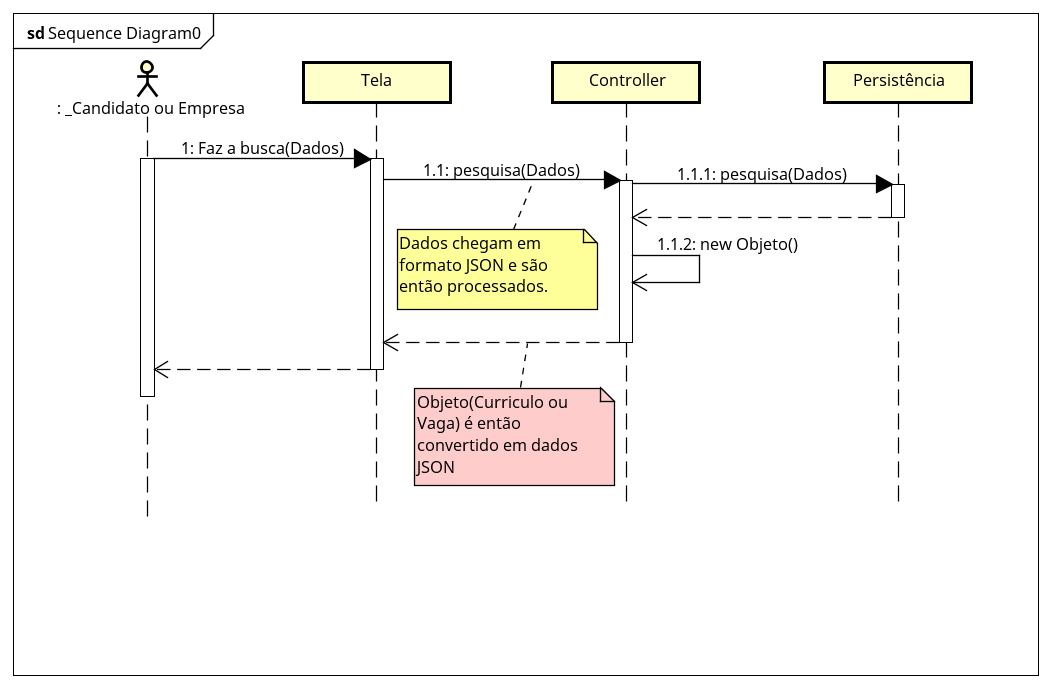 sd Sequence Diagram0
: _Candidato ou Empresa
Tela
Controller
Persistência
1: Faz a busca(Dados)
1.1: pesquisa(Dados)
1.1.1: pesquisa(Dados)
1.1.2: new Objeto()
Dados chegam em
formato JSON e são
então processados.
Objeto(Curriculo ou
Vaga) é então
convertido em dados
JSON